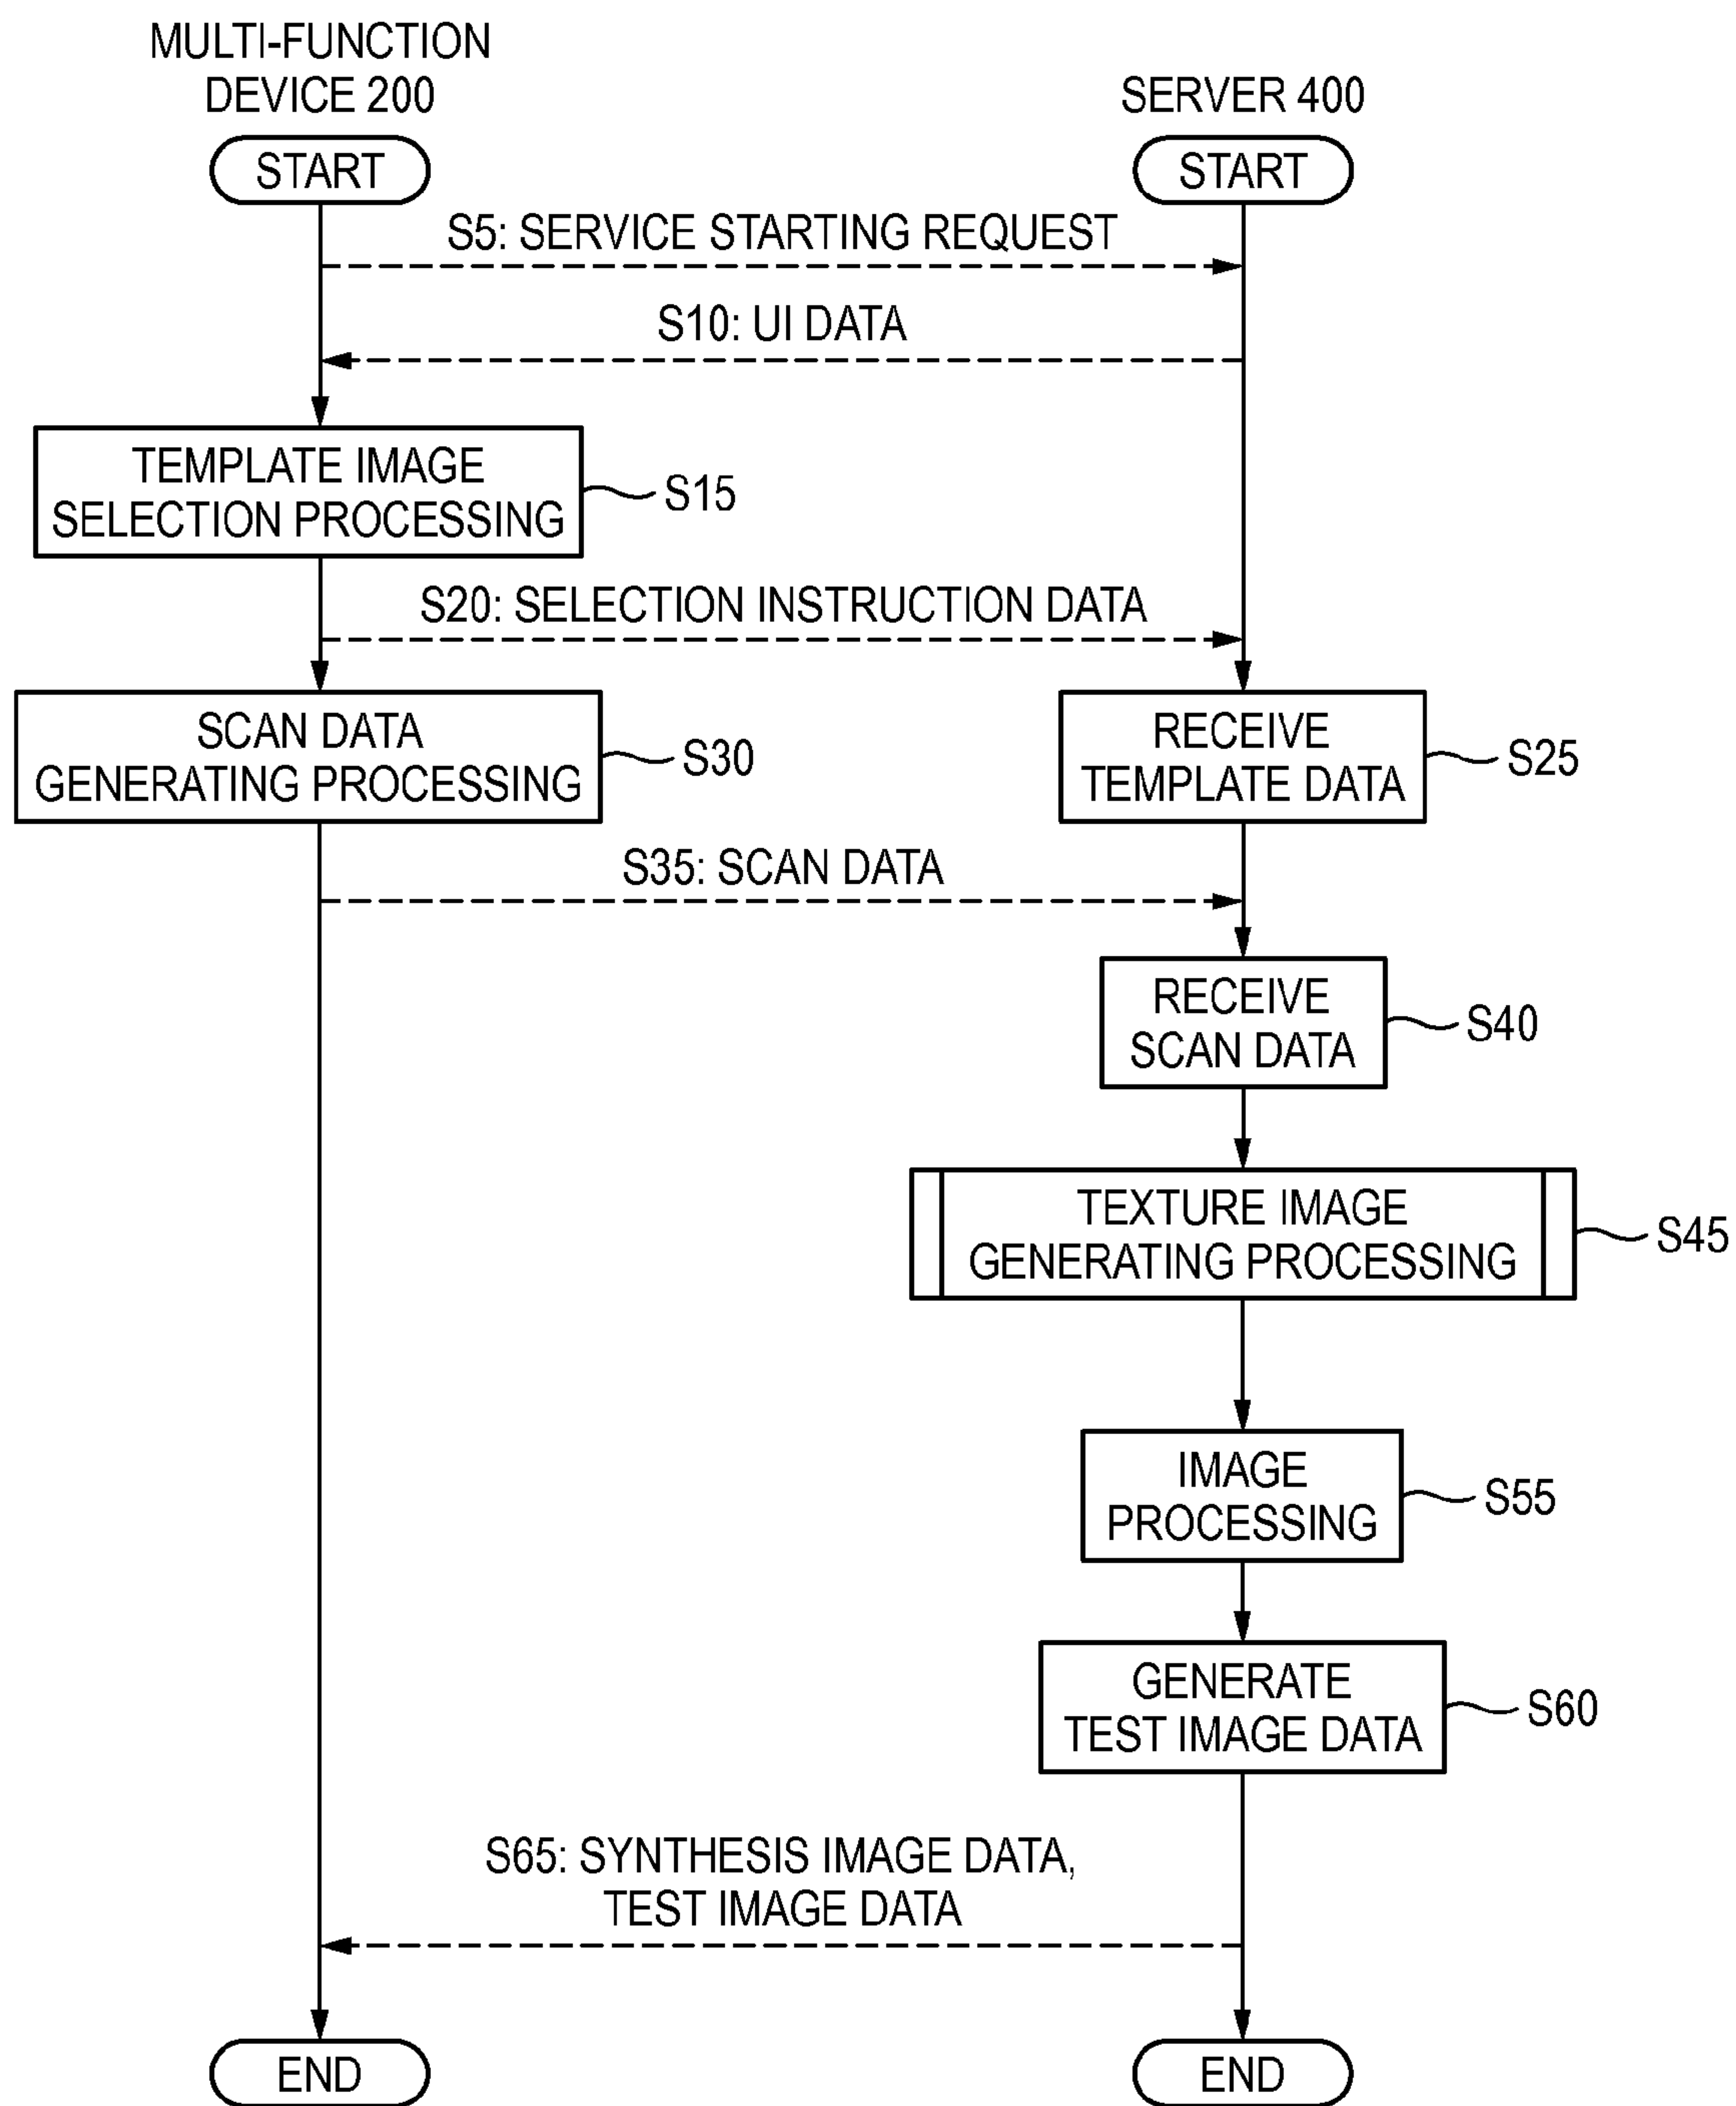 MULTI-FUNCTION
DEVICE 200
SERVER 400
START
START
S5: SERVICE STARTING REQUEST
S10: UI DATA
TEMPLATE IMAGE
SELECTION PROCESSING
S15
S20: SELECTION INSTRUCTION DATA
SCAN DATA
GENERATING PROCESSING
S30
RECEIVE
TEMPLATE DATA
S25
S35: SCAN DATA
RECEIVE
SCAN DATA
S40
TEXTURE IMAGE
GENERATING PROCESSING
S45
IMAGE
PROCESSING
S55
GENERATE
TEST IMAGE DATA
S60
S65: SYNTHESIS IMAGE DATA,
TEST IMAGE DATA
END
END